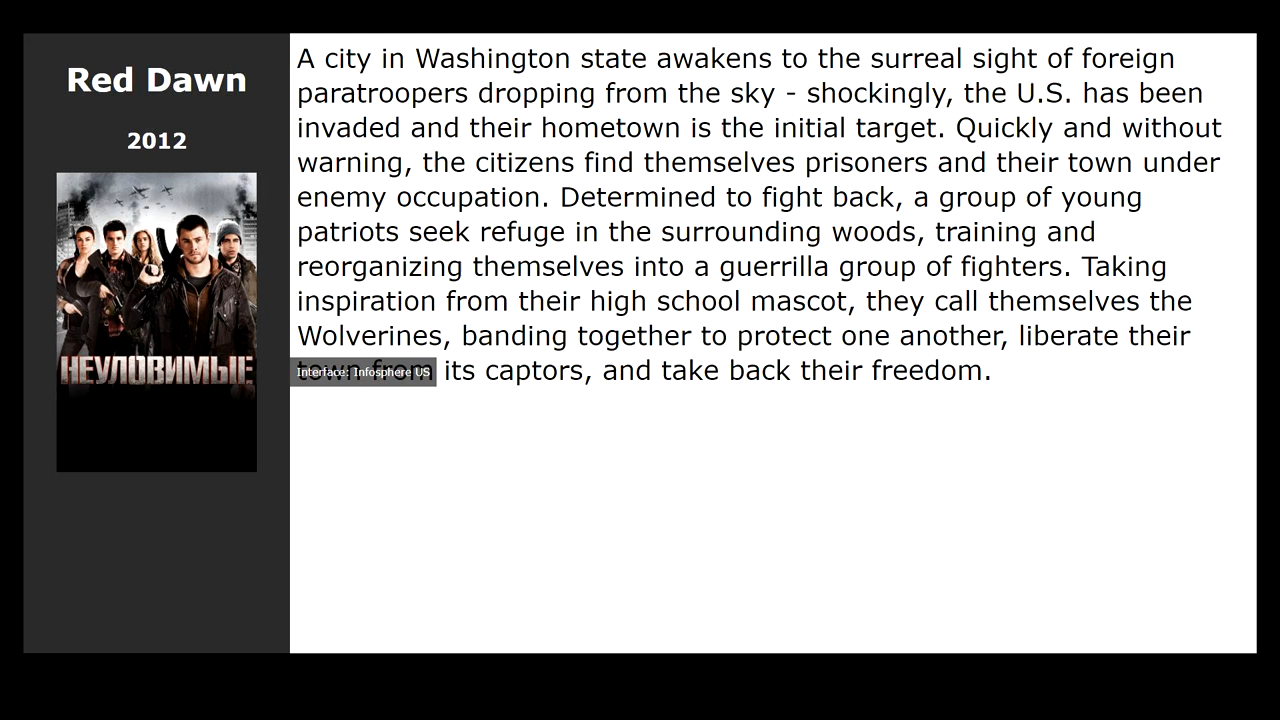 Red Dawn
2012
НЕУЛОВИМЫЕ
A city in Washington state awakens to the surreal sight of foreign
paratroopers dropping from the sky - shockingly, the U.S. has been
invaded and their hometown is the initial target. Quickly and without
warning, the citizens find themselves prisoners and their town under
enemy occupation. Determined to fight back, a group of young
patriots seek refuge in the surrounding woods, training and
reorganizing themselves into a guerrilla group of fighters. Taking
inspiration from their high school mascot, they call themselves the
Wolverines, banding together to protect one another, liberate their
town from its captors, and take back their freedom.
Interface: Infosphere US